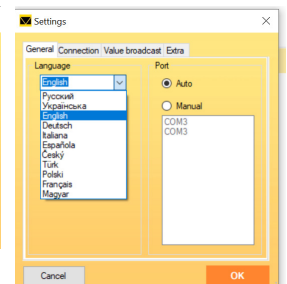 Settings
General Connection Value broadcast Extra
Language
English
Русский
Українська
English
Deutsch
Italiana
Española
Český
Türk
Polski
Français
Magyar
Port
Auto
Manual
COM3
COM3
Cancel
OK